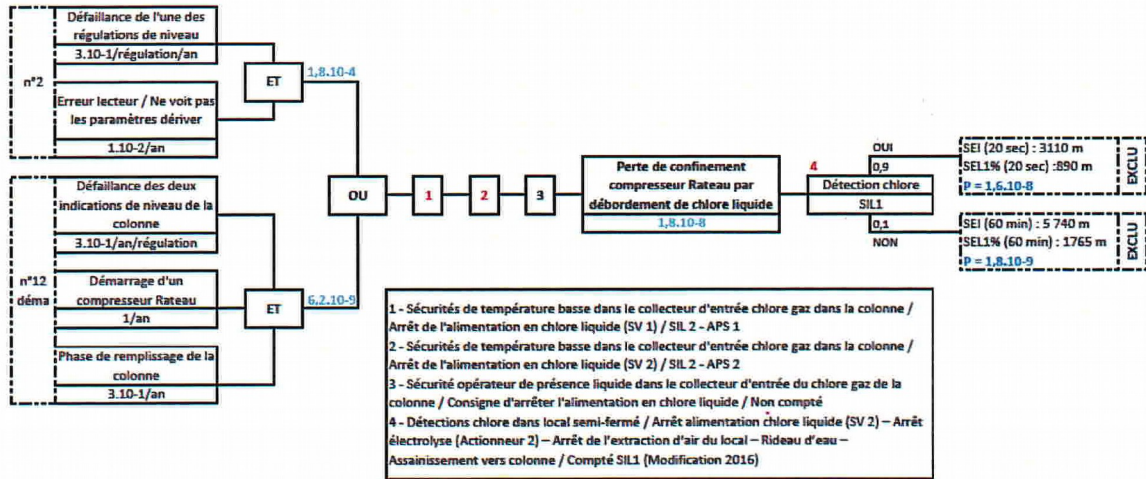 Défaillance de l'une des
régulations de niveau
3.10-1/régulation/an
n°2
ET
1,8.10-4
Erreur lecteur / Ne voit pas
les paramètres dériver
1.10-2/an
Défaillance des deux
indications de niveau de la
colonne
3.10-1/an/régulation
n°12
déma
Démarrage d'un
compresseur Rateau
1/an
ET
6,2.10-9
Phase de remplissage de la
colonne
3.10-1/an
OU
1
2
3
Perte de confinement
compresseur Rateau par
débordement de chlore liquide
1,8.10-8
4
OUI
0,9
Détection chlore
SIL1
0,1
NON
SEI (20 sec) : 3110 m
SEL1% (20 sec) :890 m
P = 1,6.10-8
EXCLU
SEI (60 min) : 5 740 m
SEL1% (60 min) : 1765 m
P = 1,8.10-9
EXCLU
1 - Sécurités de température basse dans le collecteur d'entrée chlore gaz dans la colonne /
Arrêt de l'alimentation en chlore liquide (SV 1) / SIL 2 - APS 1
2 - Sécurités de température basse dans le collecteur d'entrée chlore gaz dans la colonne /
Arrêt de l'alimentation en chlore liquide (SV 2) / SIL 2 - APS 2
3 - Sécurité opérateur de présence liquide dans le collecteur d'entrée du chlore gaz de la
colonne / Consigne d'arrêter l'alimentation en chlore liquide / Non compté
4 - Détections chlore dans local semi-fermé / Arrêt alimentation chlore liquide (SV 2) – Arrêt
électrolyse (Actionneur 2) – Arrêt de l'extraction d'air du local – Rideau d'eau –
Assainissement vers colonne / Compté SIL1 (Modification 2016)